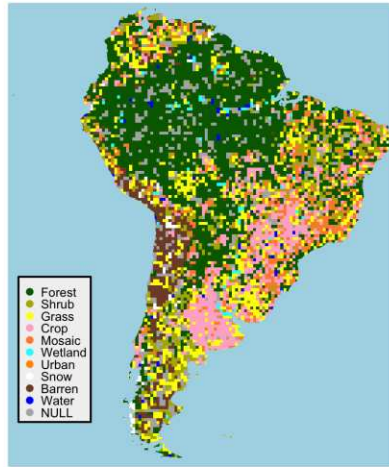 Forest
Shrub
Grass
Crop
Mosaic
Wetland
Urban
Snow
Barren
Water
NULL